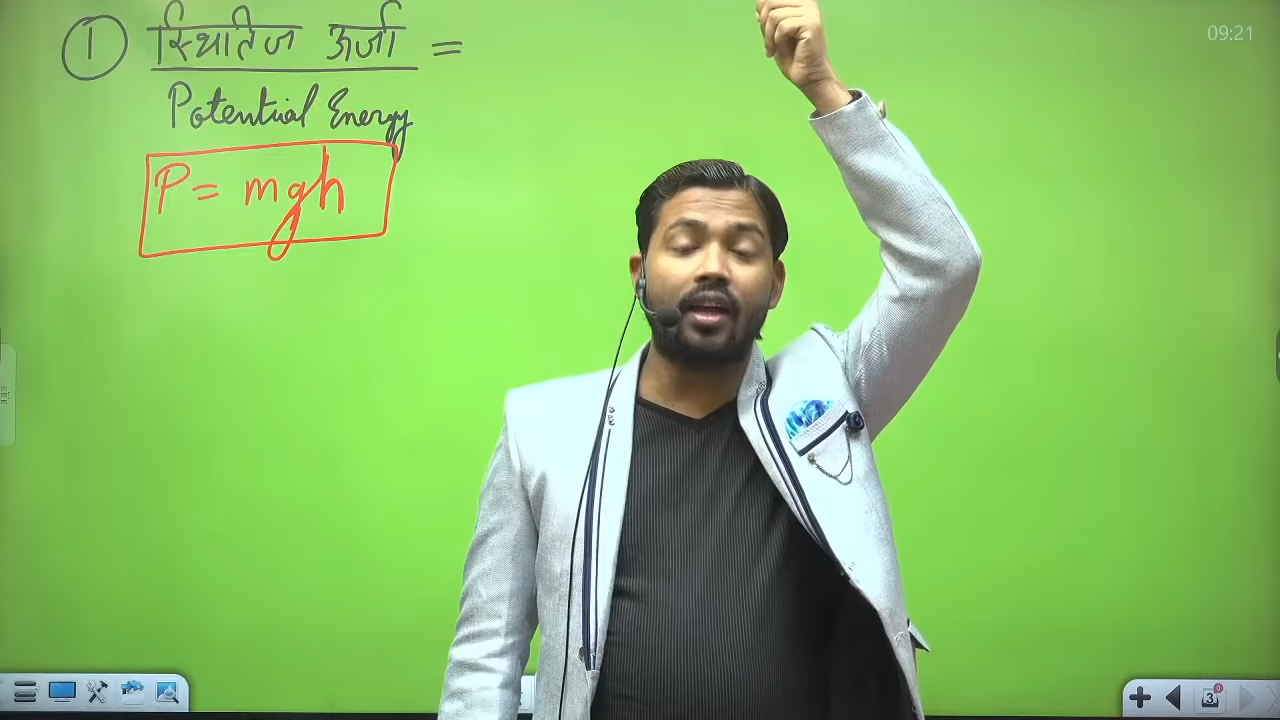 ① स्थितिज ऊर्जा =
Potential Energy
P = mgh
09:21
3